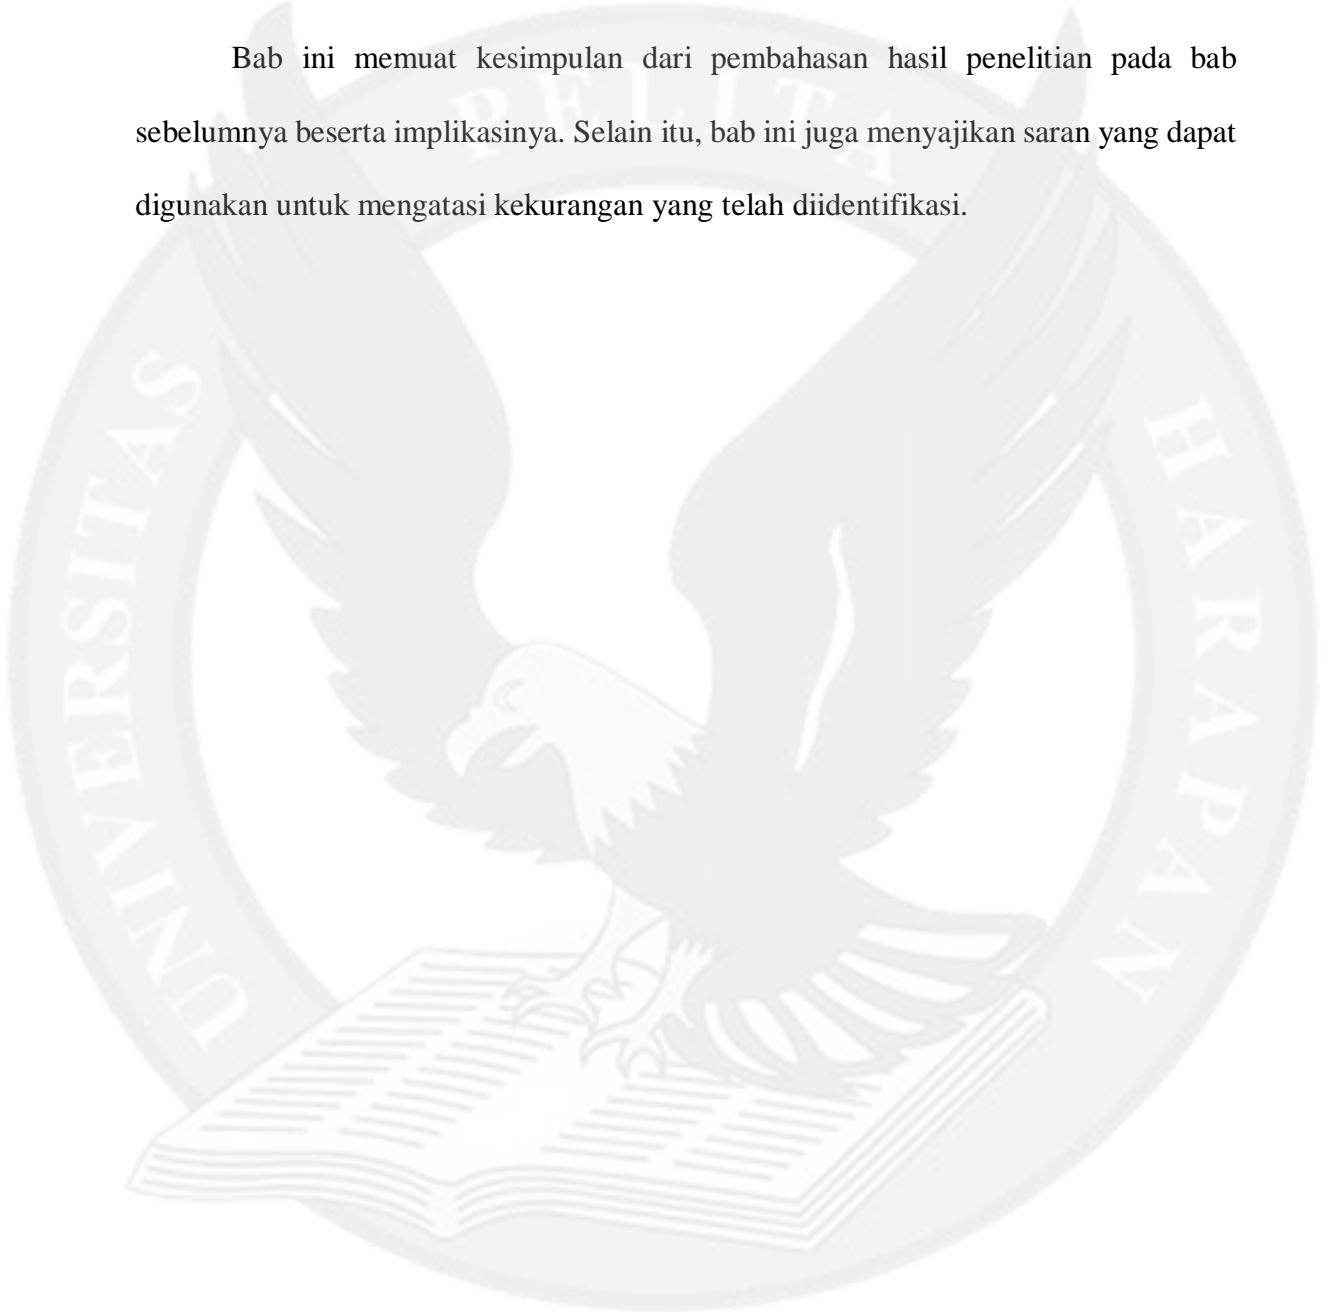 Bab ini memuat kesimpulan dari pembahasan hasil penelitian pada bab
sebelumnya beserta implikasinya. Selain itu, bab ini juga menyajikan saran yang dapat
digunakan untuk mengatasi kekurangan yang telah diidentifikasi.
UNIVERSITAS PELITA HARAPAN